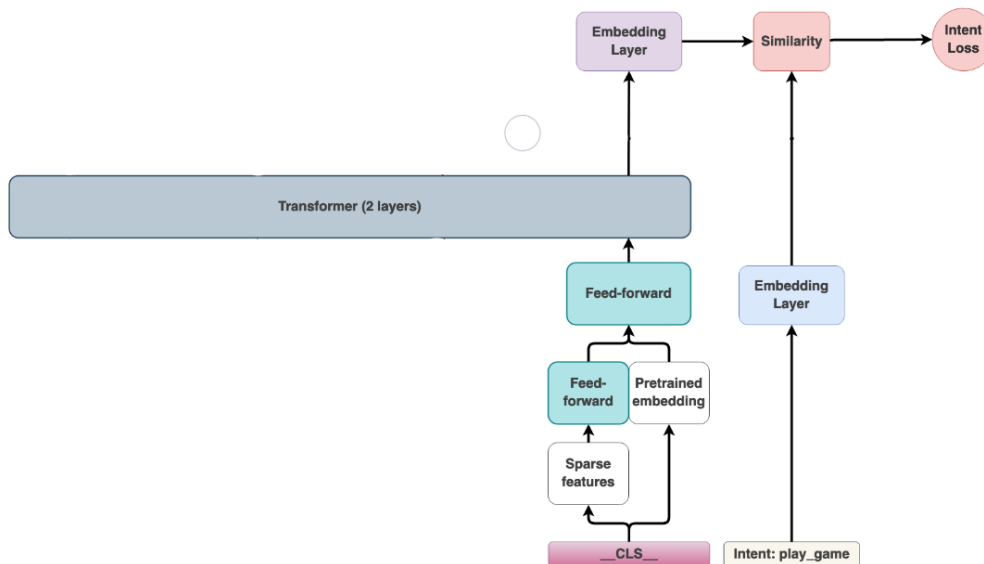 Embedding
Layer
Similarity
Intent
Loss
Transformer (2 layers)
Feed-forward
Embedding
Layer
Feed-
forward
Pretrained
embedding
Sparse
features
__CLS__
Intent: play_game